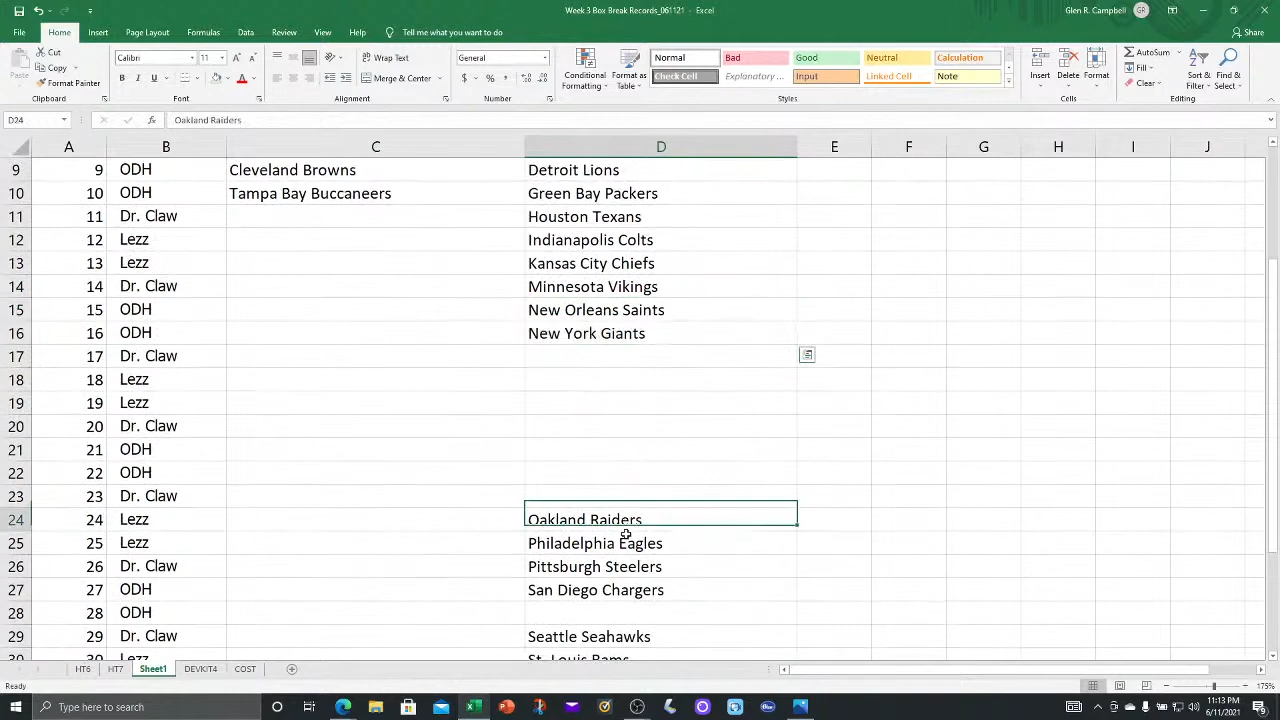 Week 3 Box Break Records_061121 - Excel
Glen R. Campbell GR
File Home Insert Page Layout Formulas Data Review View Help Tell me what you want to do Share
Cut
Copy
Format Painter
Paste
Calibri 11
B I U
Wrap Text
Merge & Center
General
$ % ,
Conditional Formatting
Format as Table
Normal Bad Good Neutral Calculation
Check Cell Explanatory ... Input Linked Cell Note
Insert Delete Format
AutoSum
Fill
Clear
Sort & Filter
Find & Select
Clipboard Font Alignment Number Styles Cells Editing
D24 fx Oakland Raiders
A B C D E F G H I J
9 9 ODH Cleveland Browns Detroit Lions
10 10 ODH Tampa Bay Buccaneers Green Bay Packers
11 11 Dr. Claw Houston Texans
12 12 Lezz Indianapolis Colts
13 13 Lezz Kansas City Chiefs
14 14 Dr. Claw Minnesota Vikings
15 15 ODH New Orleans Saints
16 16 ODH New York Giants
17 17 Dr. Claw
18 18 Lezz
19 19 Lezz
20 20 Dr. Claw
21 21 ODH
22 22 ODH
23 23 Dr. Claw
24 24 Lezz Oakland Raiders
25 25 Lezz Philadelphia Eagles
26 26 Dr. Claw Pittsburgh Steelers
27 27 ODH San Diego Chargers
28 28 ODH
29 29 Dr. Claw Seattle Seahawks
30 30 Lezz St. Louis Rams
HT6 HT7 Sheet1 DEVKIT4 COST
Ready 175%
Type here to search
11:13 PM
6/11/2021